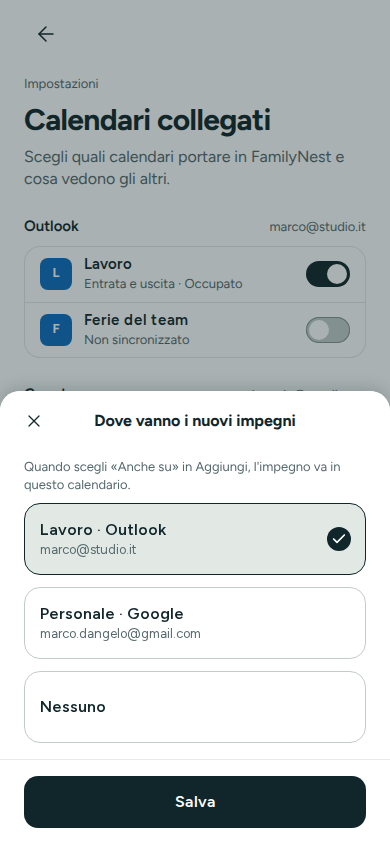 Impostazioni
Calendari collegati
Scegli quali calendari portare in FamilyNest e
cosa vedono gli altri.
Outlook
marco@studio.it
L
Lavoro
Entrata e uscita · Occupato
F
Ferie del team
Non sincronizzato
Dove vanno i nuovi impegni
Quando scegli «Anche su» in Aggiungi, l'impegno va in
questo calendario.
Lavoro · Outlook
marco@studio.it
Personale · Google
marco.dangelo@gmail.com
Nessuno
Salva